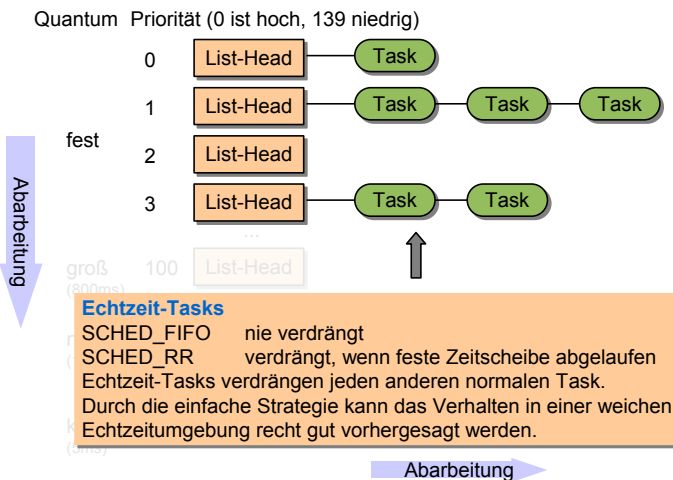 Quantum Priorität (0 ist hoch, 139 niedrig)
0 List-Head Task
1 List-Head Task Task Task
fest
2 List-Head
3 List-Head Task Task
...
groß 100 List-Head
(800ms)
Abarbeitung
Echtzeit-Tasks
SCHED_FIFO nie verdrängt
SCHED_RR verdrängt, wenn feste Zeitscheibe abgelaufen
Echtzeit-Tasks verdrängen jeden anderen normalen Task.
Durch die einfache Strategie kann das Verhalten in einer weichen
Echtzeitumgebung recht gut vorhergesagt werden.
(5ms)
Abarbeitung